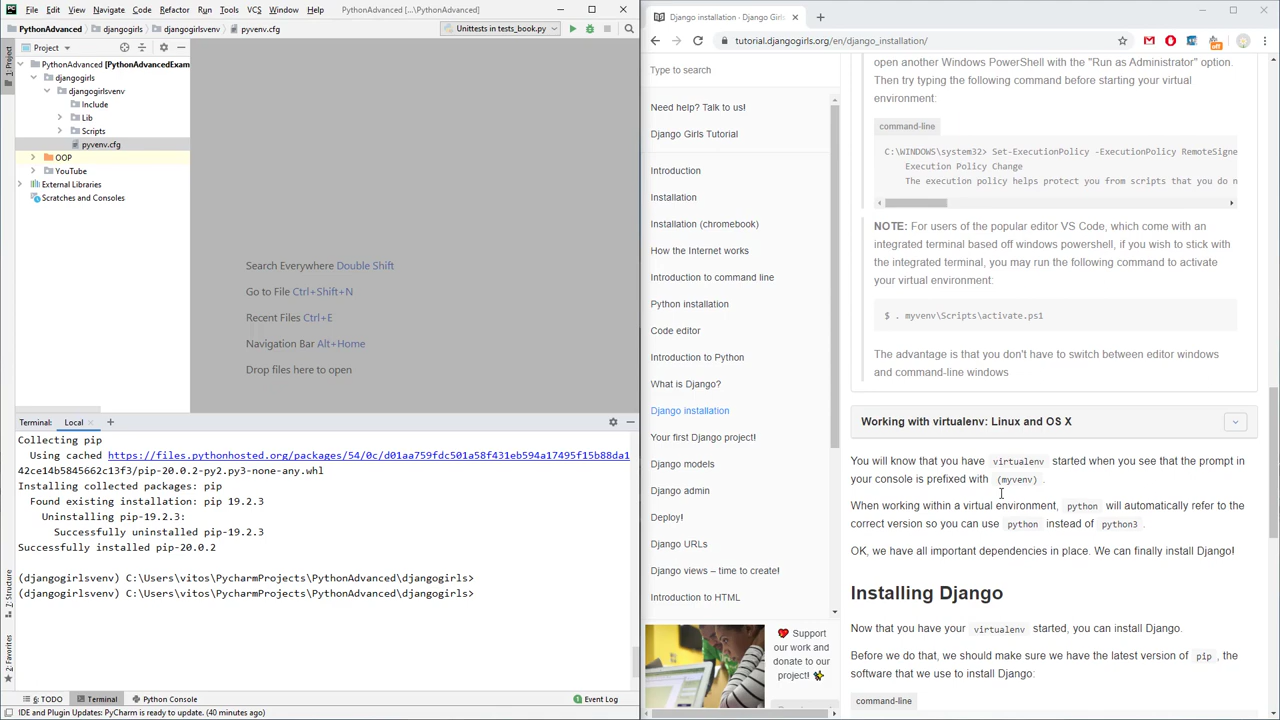 File Edit View Navigate Code Refactor Run Tools VCS Window Help PythonAdvanced [...\PythonAdvanced]
PythonAdvanced djangogirls djangogirlsvenv pyvenv.cfg Unittests in tests_book.py
1: Project
Project
PythonAdvanced [PythonAdvancedExam
djangogirls
djangogirlsvenv
Include
Lib
Scripts
pyvenv.cfg
OOP
YouTube
External Libraries
Scratches and Consoles
Search Everywhere Double Shift
Go to File Ctrl+Shift+N
Recent Files Ctrl+E
Navigation Bar Alt+Home
Drop files here to open
Terminal: Local
Collecting pip
Using cached https://files.pythonhosted.org/packages/54/0c/d01aa759fdc501a58f431eb594a17495f15b88da1
42ce14b5845662c13f3/pip-20.0.2-py2.py3-none-any.whl
Installing collected packages: pip
Found existing installation: pip 19.2.3
Uninstalling pip-19.2.3:
Successfully uninstalled pip-19.2.3
Successfully installed pip-20.0.2
(djangogirlsvenv) C:\Users\vitos\PycharmProjects\PythonAdvanced\djangogirls>
(djangogirlsvenv) C:\Users\vitos\PycharmProjects\PythonAdvanced\djangogirls>
7: Structure
2: Favorites
6: TODO Terminal Python Console Event Log
IDE and Plugin Updates: PyCharm is ready to update. (40 minutes ago)
Django installation · Django Girl
tutorial.djangogirls.org/en/django_installation/
off
Type to search
Need help? Talk to us!
Django Girls Tutorial
Introduction
Installation
Installation (chromebook)
How the Internet works
Introduction to command line
Python installation
Code editor
Introduction to Python
What is Django?
Django installation
Your first Django project!
Django models
Django admin
Deploy!
Django URLs
Django views – time to create!
Introduction to HTML
Support
our work and
donate to our
project!
open another Windows PowerShell with the "Run as Administrator" option.
Then try typing the following command before starting your virtual
environment:
command-line
C:\WINDOWS\system32> Set-ExecutionPolicy -ExecutionPolicy RemoteSigne
Execution Policy Change
The execution policy helps protect you from scripts that you do n
NOTE: For users of the popular editor VS Code, which come with an
integrated terminal based off windows powershell, if you wish to stick with
the integrated terminal, you may run the following command to activate
your virtual environment:
$ . myvenv\Scripts\activate.ps1
The advantage is that you don't have to switch between editor windows
and command-line windows
Working with virtualenv: Linux and OS X
You will know that you have virtualenv started when you see that the prompt in
your console is prefixed with (myvenv) .
When working within a virtual environment, python will automatically refer to the
correct version so you can use python instead of python3 .
OK, we have all important dependencies in place. We can finally install Django!
Installing Django
Now that you have your virtualenv started, you can install Django.
Before we do that, we should make sure we have the latest version of pip , the
software that we use to install Django:
command-line